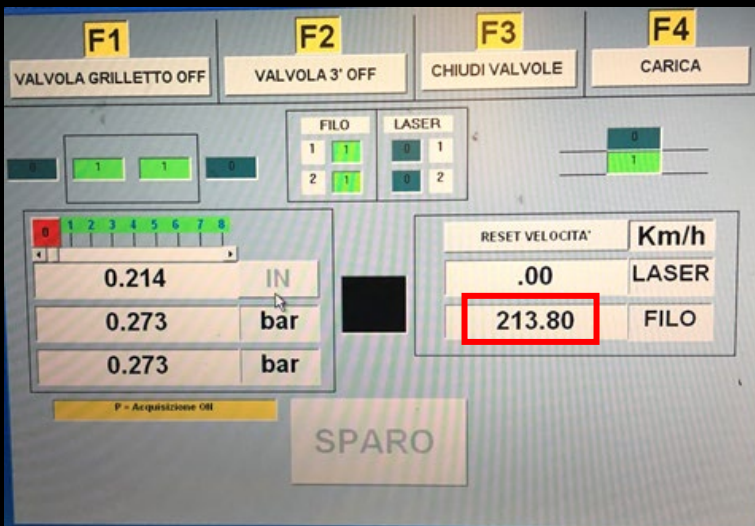 F1 F2 F3 F4
VALVOLA GRILLETTO OFF VALVOLA 3' OFF CHIUDI VALVOLE CARICA
FILO LASER
0 1 1 0
1 1 0 1
2 1 0 2
0
1
0 1 2 3 4 5 6 7 8
0.214 IN
0.273 bar
0.273 bar
RESET VELOCITA' Km/h
.00 LASER
213.80 FILO
P = Acquisizione ON
SPARO